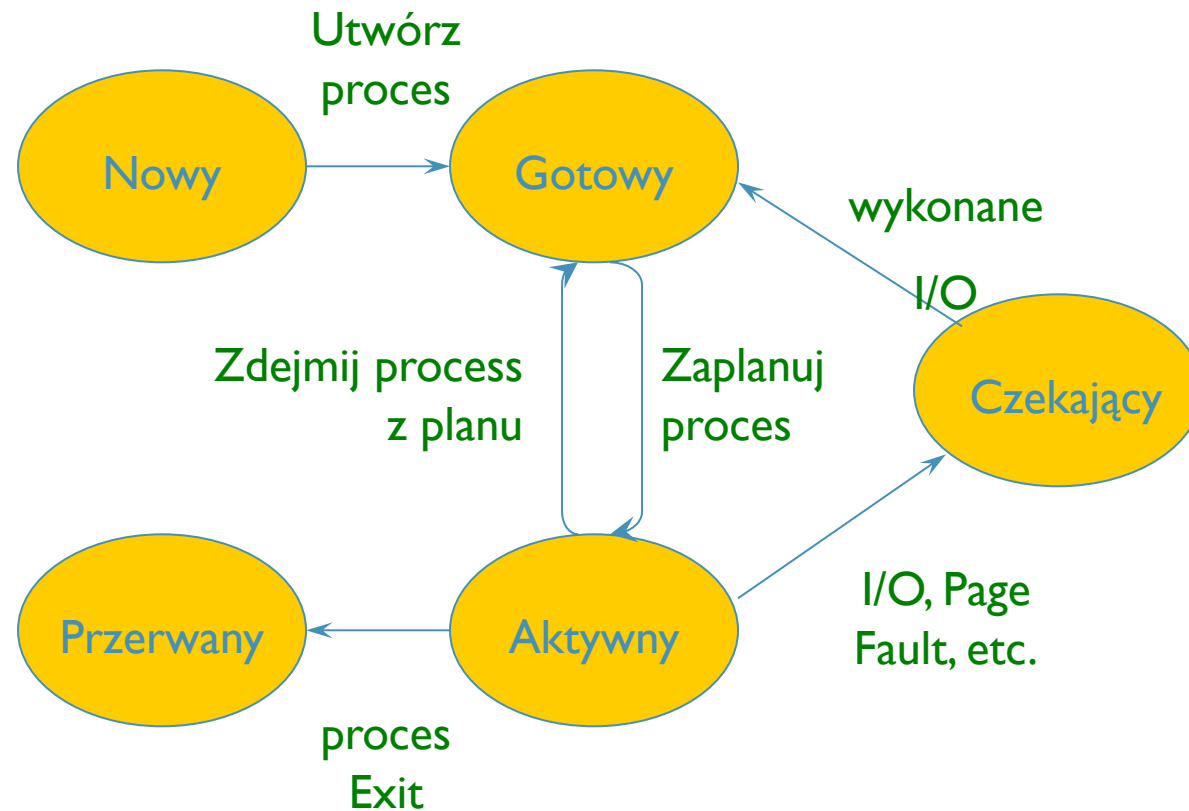 Utwórz
proces
Nowy
Gotowy
wykonane
I/O
Zdejmij process
z planu
Zaplanuj
proces
Czekający
Przerwany
Aktywny
I/O, Page
Fault, etc.
proces
Exit